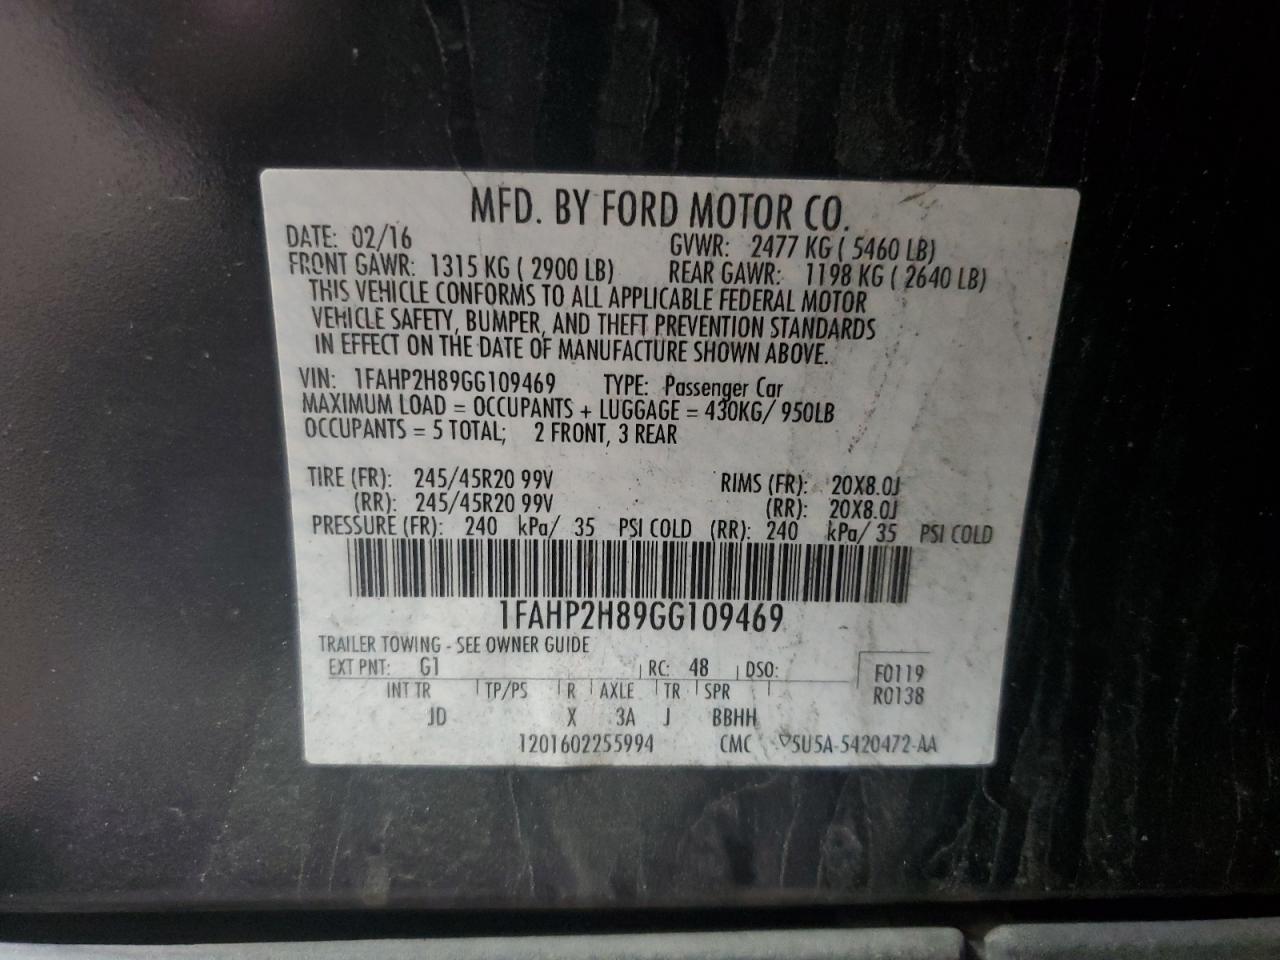 MFD. BY FORD MOTOR CO.
DATE: 02/16 GVWR: 2477 KG ( 5460 LB)
FRONT GAWR: 1315 KG ( 2900 LB) REAR GAWR: 1198 KG ( 2640 LB)
THIS VEHICLE CONFORMS TO ALL APPLICABLE FEDERAL MOTOR
VEHICLE SAFETY, BUMPER, AND THEFT PREVENTION STANDARDS
IN EFFECT ON THE DATE OF MANUFACTURE SHOWN ABOVE.
VIN: 1FAHP2H89GG109469 TYPE: Passenger Car
MAXIMUM LOAD = OCCUPANTS + LUGGAGE = 430KG/ 950LB
OCCUPANTS = 5 TOTAL; 2 FRONT, 3 REAR
TIRE (FR): 245/45R20 99V RIMS (FR): 20X8.0J
(RR): 245/45R20 99V (RR): 20X8.0J
PRESSURE (FR): 240 kPa/ 35 PSI COLD (RR): 240 kPa/ 35 PSI COLD
1FAHP2H89GG109469
TRAILER TOWING - SEE OWNER GUIDE
EXT PNT: G1 RC: 48 DSO: F0119
INT TR TP/PS R AXLE TR SPR R0138
JD X 3A J BBHH
1201602255994 CMC ▽5U5A-5420472-AA